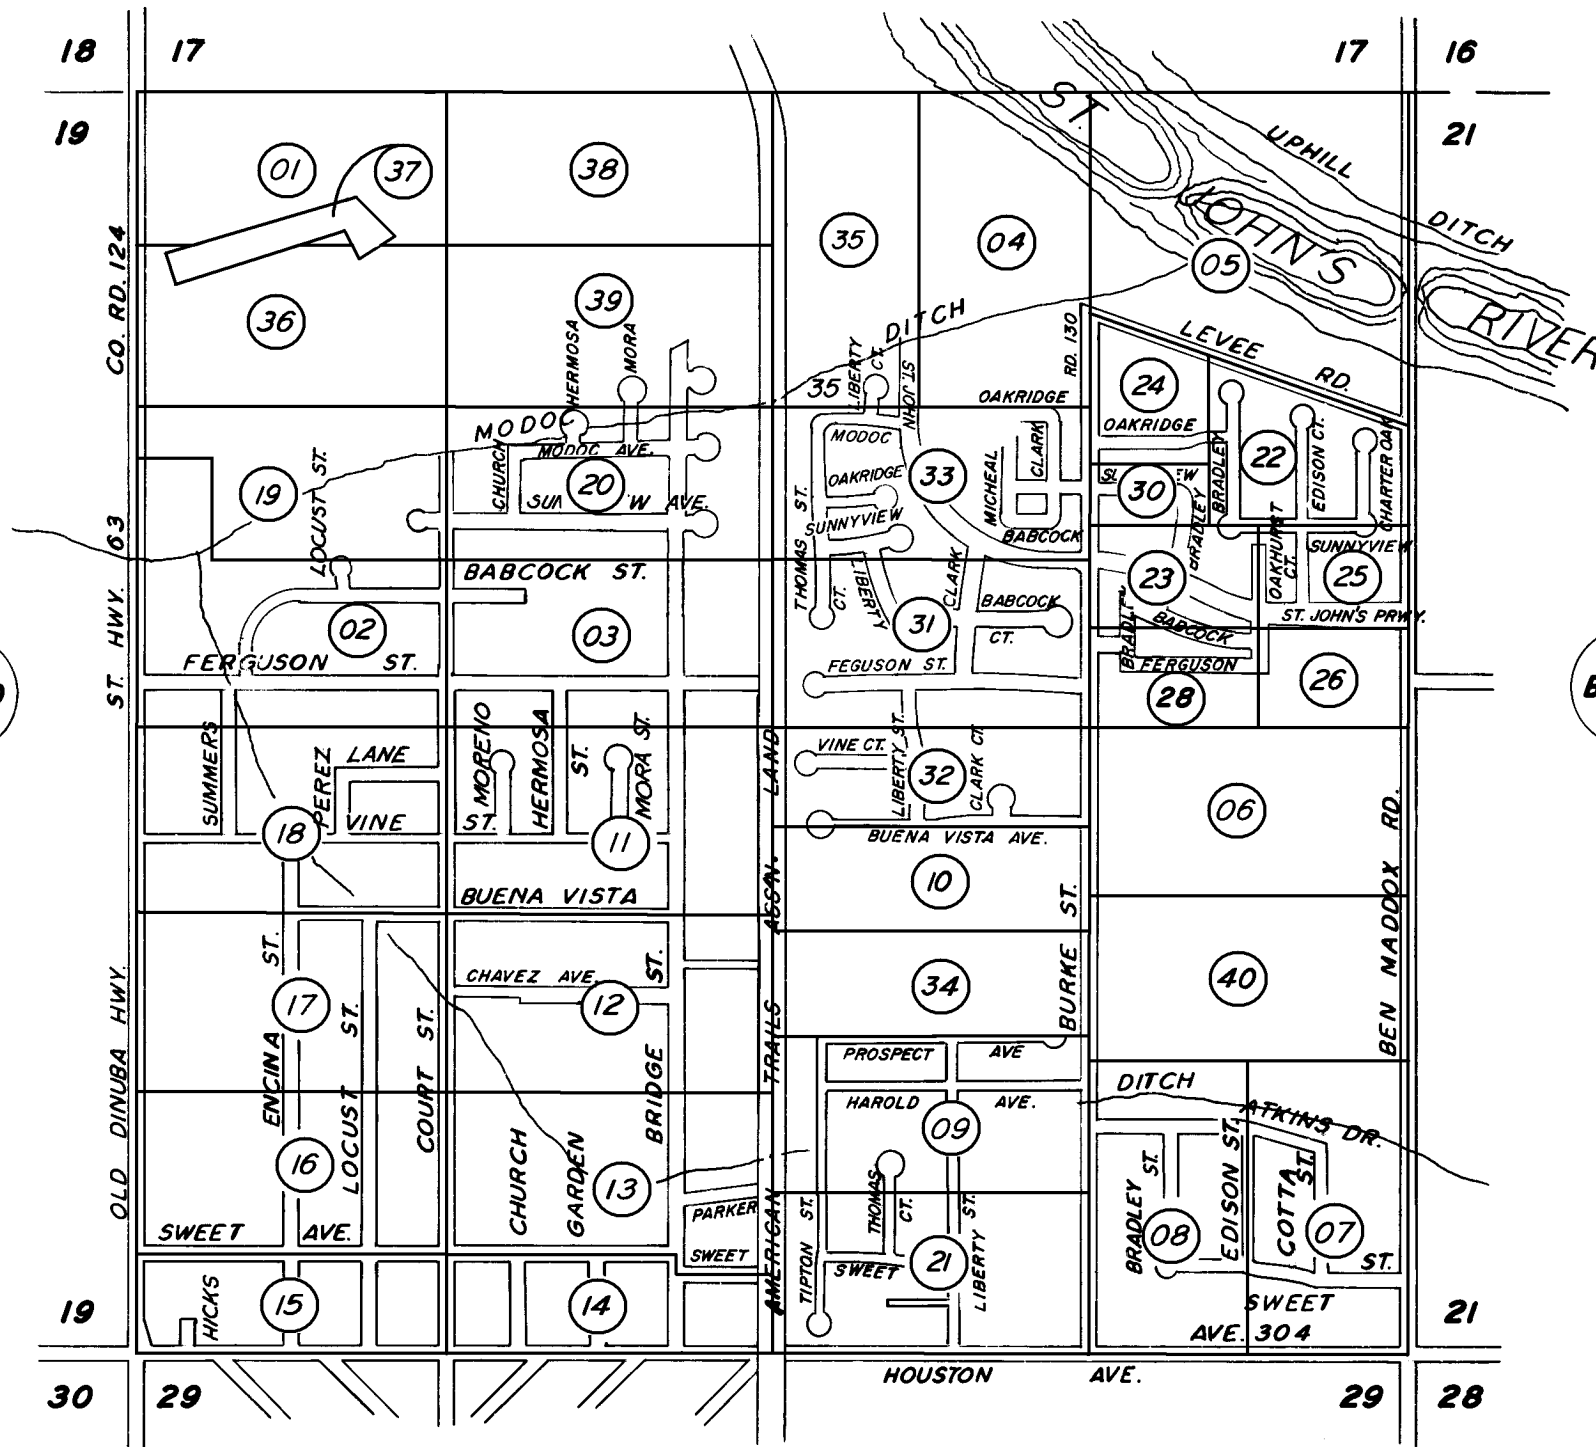 18 17 17 16
19 21
ST. JOHN'S RIVER
UPHILL DITCH
01 37 38
35 04 05
36 39
CO. RD. 124
HERMOSA
MORA
DITCH
LEVEE RD.
RD. 130
LIBERTY CT.
ST. JOHN
35
24
OAKRIDGE
OAKRIDGE
MODOC
MODOC AVE.
MODOC
CHURCH
19 20 33 22
LOCUST ST.
SUN W AVE.
OAKRIDGE
MICHEAL
CLARK
BRADLEY
EDISON CT.
CHARTER OAK
30
EW
THOMAS ST.
SUNNYVIEW
BABCOCK
BRADLEY
OAKHURST CT.
SUNNYVIEW
ST. HWY. 63
BABCOCK ST.
THOMAS CT.
LIBERTY
CLARK
BABCOCK CT.
23 25
ST. JOHN'S PRWY.
02 03 31
BABCOCK
FERGUSON ST.
FEGUSON ST.
FERGUSON
28 26
SUMMERS
PEREZ
LANE
MORENO
HERMOSA ST.
MORA ST.
VINE CT.
LIBERTY ST.
32
CLARK CT.
06
18
VINE ST.
11
BUENA VISTA AVE.
BUENA VISTA
10
BURKE ST.
BEN MADDOX RD.
ENCINA ST.
LOCUST ST.
COURT ST.
CHAVEZ AVE.
17 12
BRIDGE ST.
34 40
AMERICAN TRAILS ASSN. LAND
PROSPECT AVE
HAROLD AVE.
DITCH
ATKINS DR.
OLD DINUBA HWY.
16
CHURCH
GARDEN
13
09
THOMAS CT.
LIBERTY ST.
BRADLEY ST.
EDISON ST.
COTTA ST.
SWEET AVE.
PARKER
SWEET
TIPTON ST.
SWEET
21 08 07
ST.
SWEET
HICKS
15 14
AVE. 304
19 21
HOUSTON AVE.
30 29 29 28